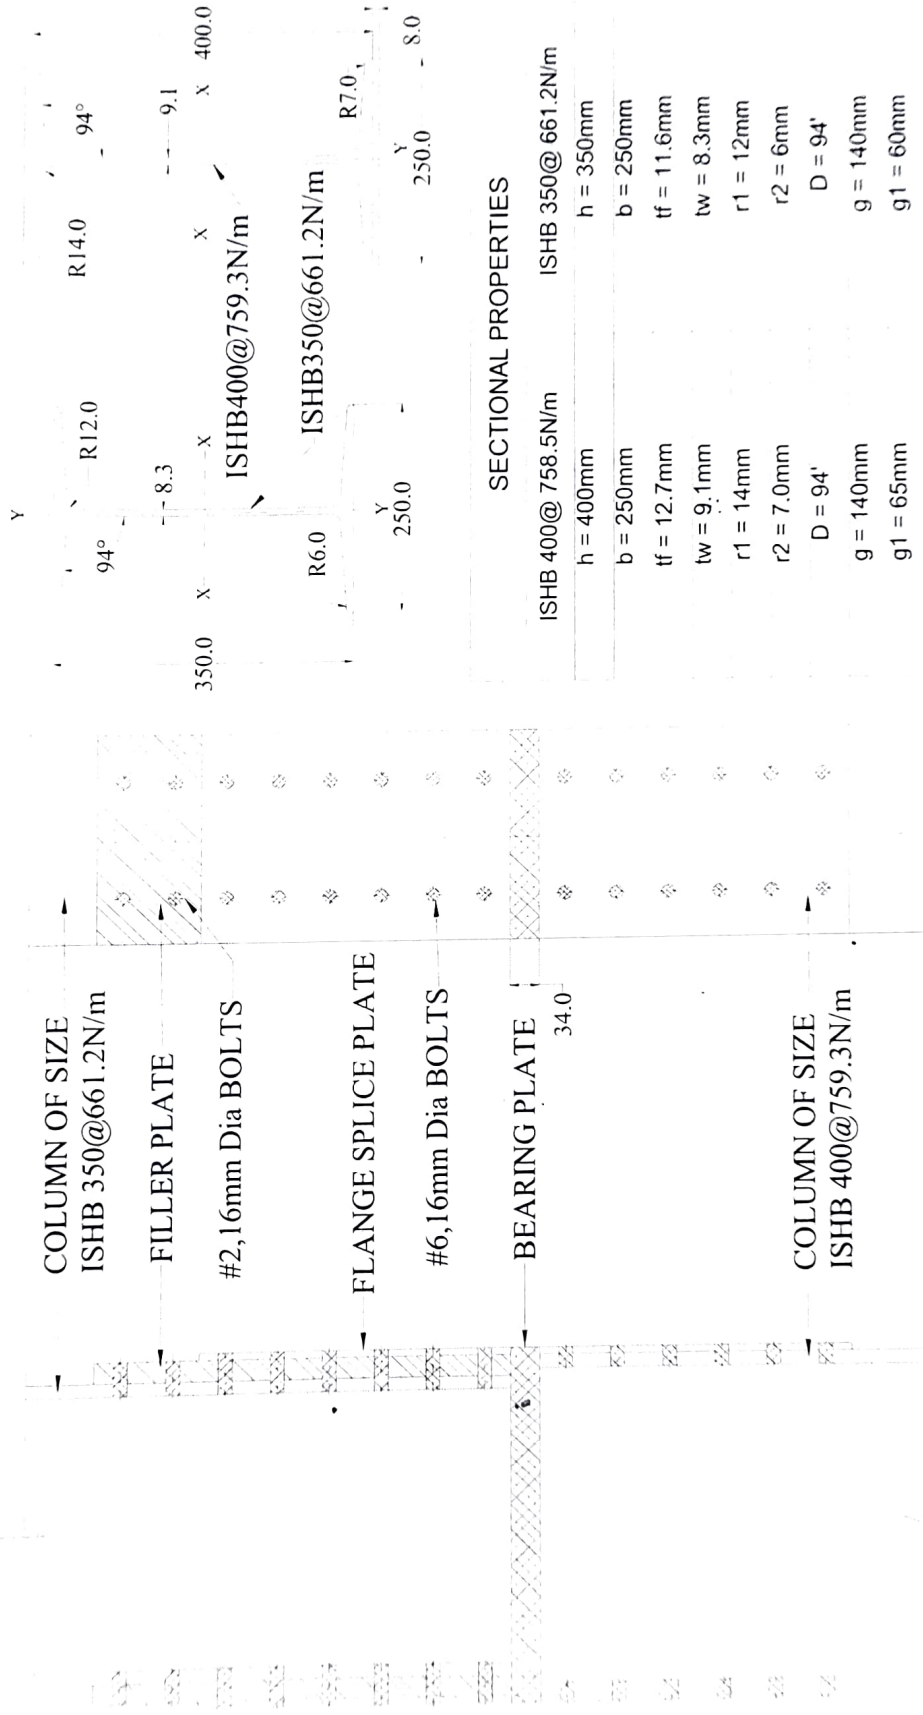 COLUMN OF SIZE
ISHB 350@661.2N/m
FILLER PLATE
#2,16mm Dia BOLTS
FLANGE SPLICE PLATE
#6,16mm Dia BOLTS
BEARING PLATE
34.0
COLUMN OF SIZE
ISHB 400@759.3N/m
Y
94°
R12.0
8.3
350.0
X
X
R6.0
Y
250.0
ISHB400@759.3N/m
ISHB350@661.2N/m
R14.0
94°
9.1
X
X
400.0
R7.0
8.0
Y
250.0
SECTIONAL PROPERTIES
ISHB 400@ 758.5N/m ISHB 350@ 661.2N/m
h = 400mm h = 350mm
b = 250mm b = 250mm
tf = 12.7mm tf = 11.6mm
tw = 9.1mm tw = 8.3mm
r1 = 14mm r1 = 12mm
r2 = 7.0mm r2 = 6mm
D = 94' D = 94'
g = 140mm g = 140mm
g1 = 65mm g1 = 60mm